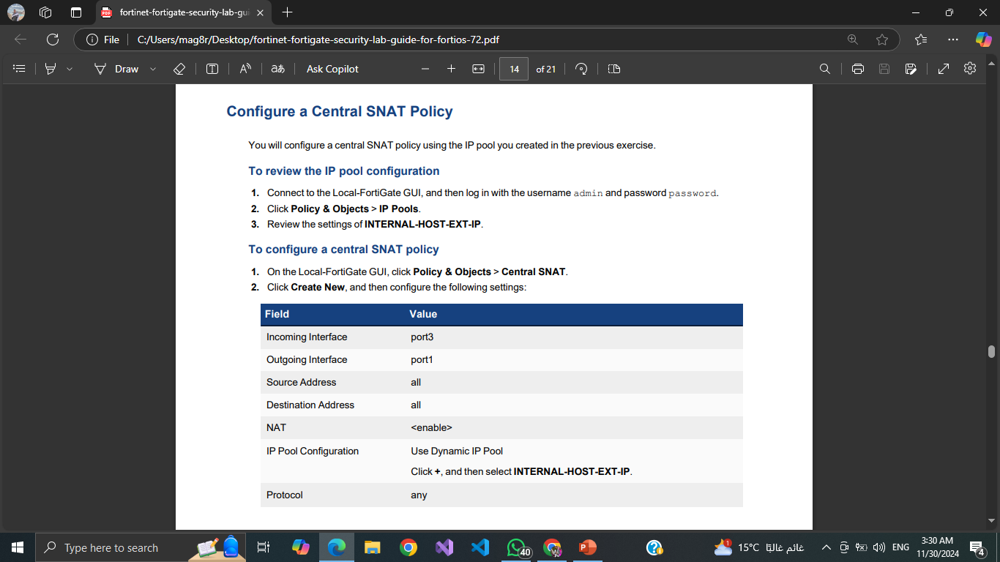 fortinet-fortigate-security-lab-gui
File
C:/Users/mag8r/Desktop/fortinet-fortigate-security-lab-guide-for-fortios-72.pdf
Draw
aあ
Ask Copilot
14 of 21
Configure a Central SNAT Policy
You will configure a central SNAT policy using the IP pool you created in the previous exercise.
To review the IP pool configuration
1. Connect to the Local-FortiGate GUI, and then log in with the username admin and password password.
2. Click Policy & Objects > IP Pools.
3. Review the settings of INTERNAL-HOST-EXT-IP.
To configure a central SNAT policy
1. On the Local-FortiGate GUI, click Policy & Objects > Central SNAT.
2. Click Create New, and then configure the following settings:
Field Value
Incoming Interface port3
Outgoing Interface port1
Source Address all
Destination Address all
NAT <enable>
IP Pool Configuration Use Dynamic IP Pool
Click +, and then select INTERNAL-HOST-EXT-IP.
Protocol any
Type here to search
40
1
15°C غائم غالبًا
ENG
3:30 AM
11/30/2024
4